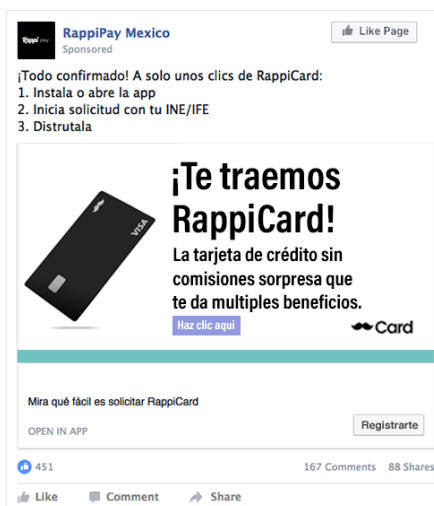 Rappi pay
RappiPay Mexico
Sponsored
Like Page
¡Todo confirmado! A solo unos clics de RappiCard:
1. Instala o abre la app
2. Inicia solicitud con tu INE/IFE
3. Distrutala
¡Te traemos
RappiCard!
La tarjeta de crédito sin
comisiones sorpresa que
te da multiples beneficios.
Haz clic aqui
VISA
Card
Mira qué fácil es solicitar RappiCard
OPEN IN APP
Registrarte
451
167 Comments 88 Shares
Like Comment Share